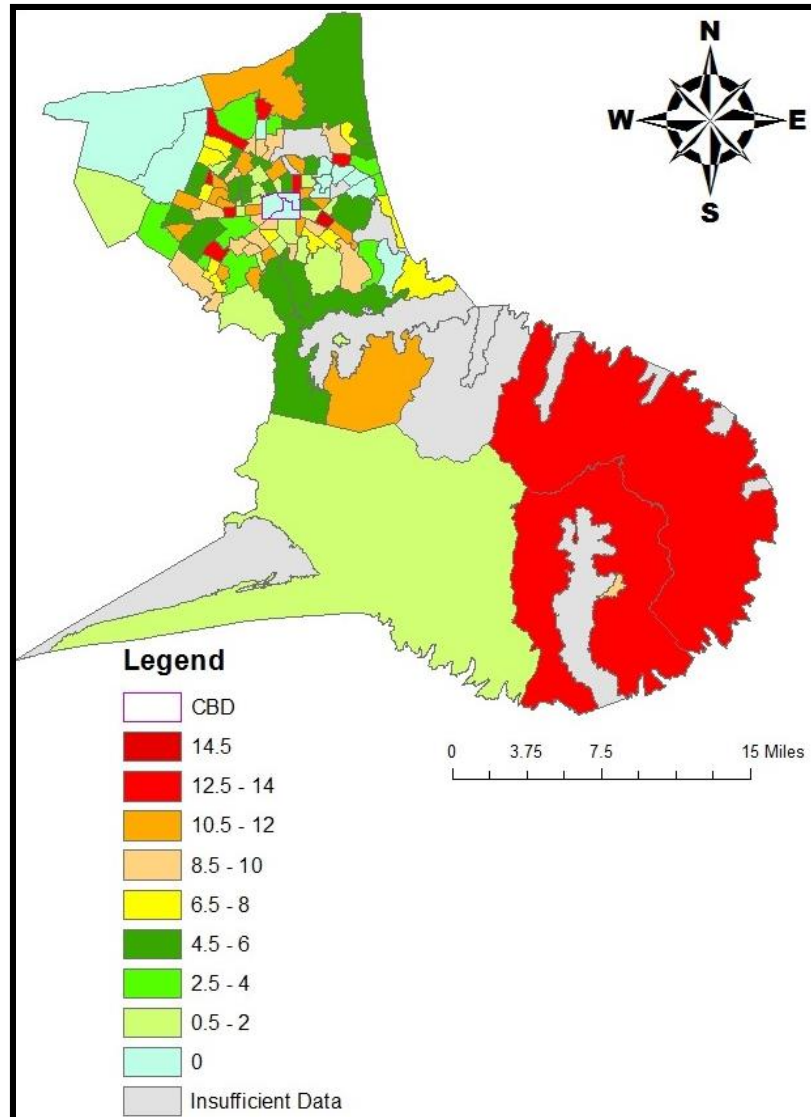 N
W E
S
Legend
CBD
14.5
12.5 - 14
10.5 - 12
8.5 - 10
6.5 - 8
4.5 - 6
2.5 - 4
0.5 - 2
0
Insufficient Data
0 3.75 7.5 15 Miles